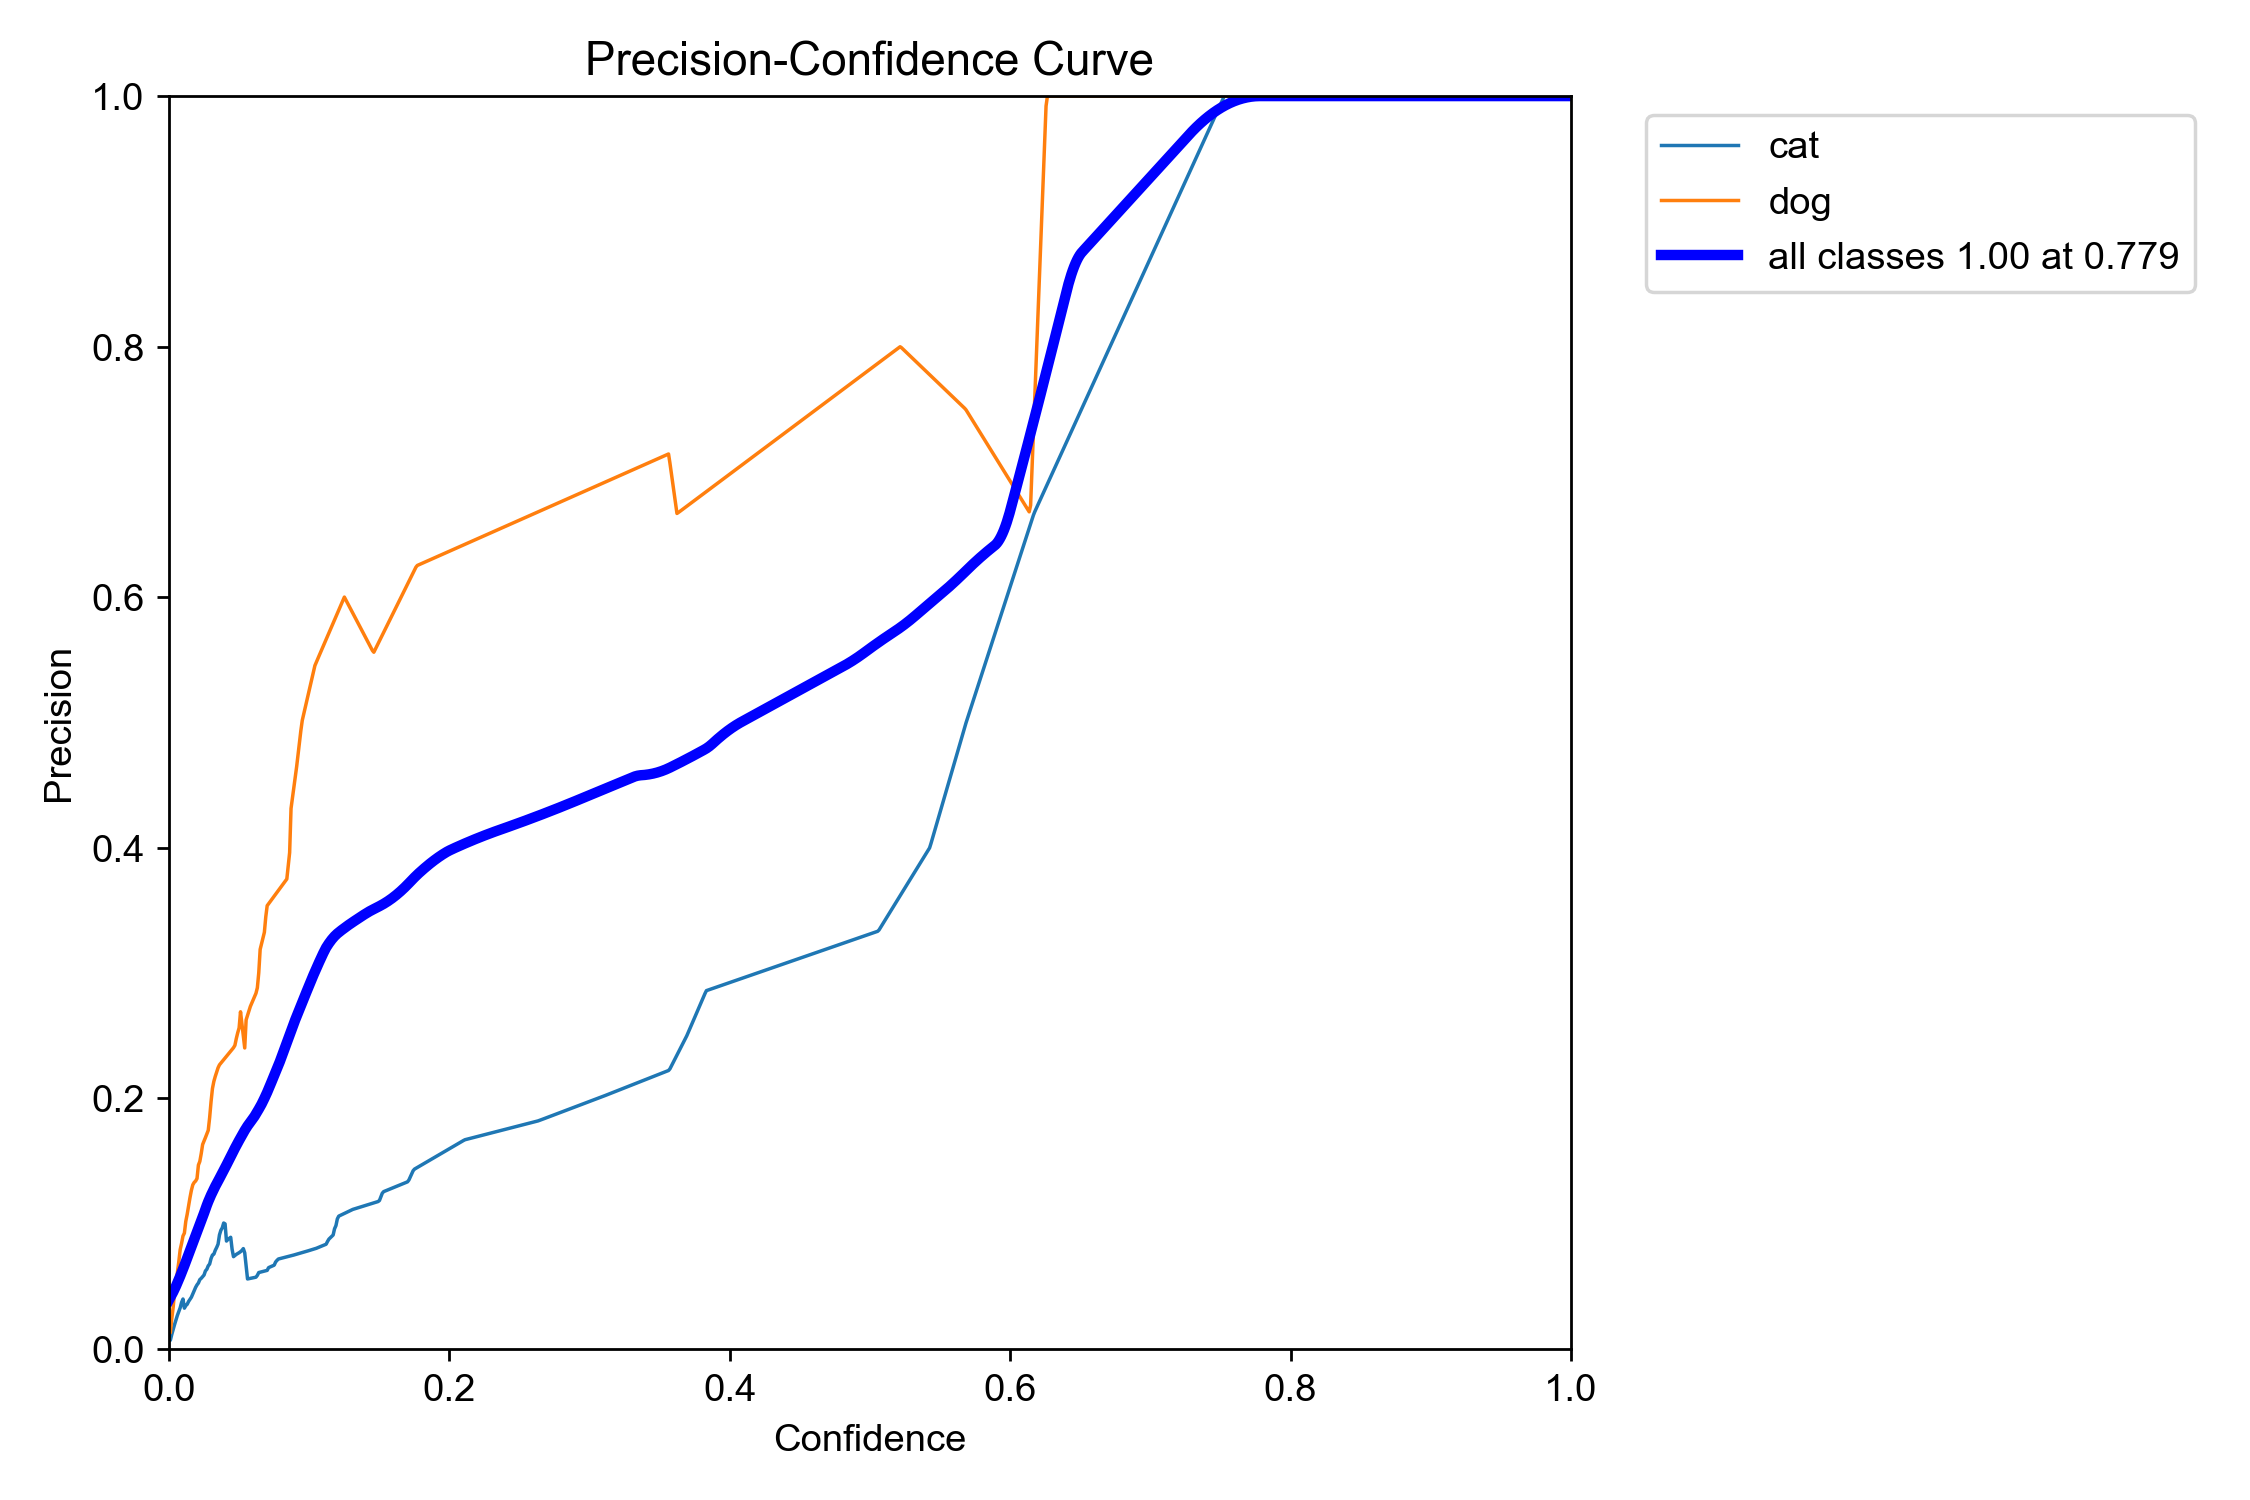 Precision-Confidence Curve
1.0
0.8
0.6
0.4
0.2
0.0
Precision
0.0 0.2 0.4 0.6 0.8 1.0
Confidence
cat
dog
all classes 1.00 at 0.779